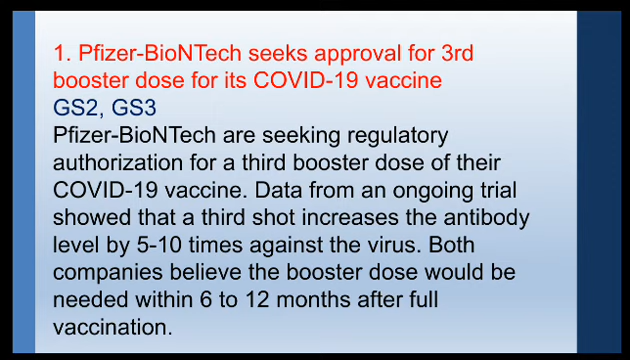 1. Pfizer-BioNTech seeks approval for 3rd
booster dose for its COVID-19 vaccine
GS2, GS3
Pfizer-BioNTech are seeking regulatory
authorization for a third booster dose of their
COVID-19 vaccine. Data from an ongoing trial
showed that a third shot increases the antibody
level by 5-10 times against the virus. Both
companies believe the booster dose would be
needed within 6 to 12 months after full
vaccination.